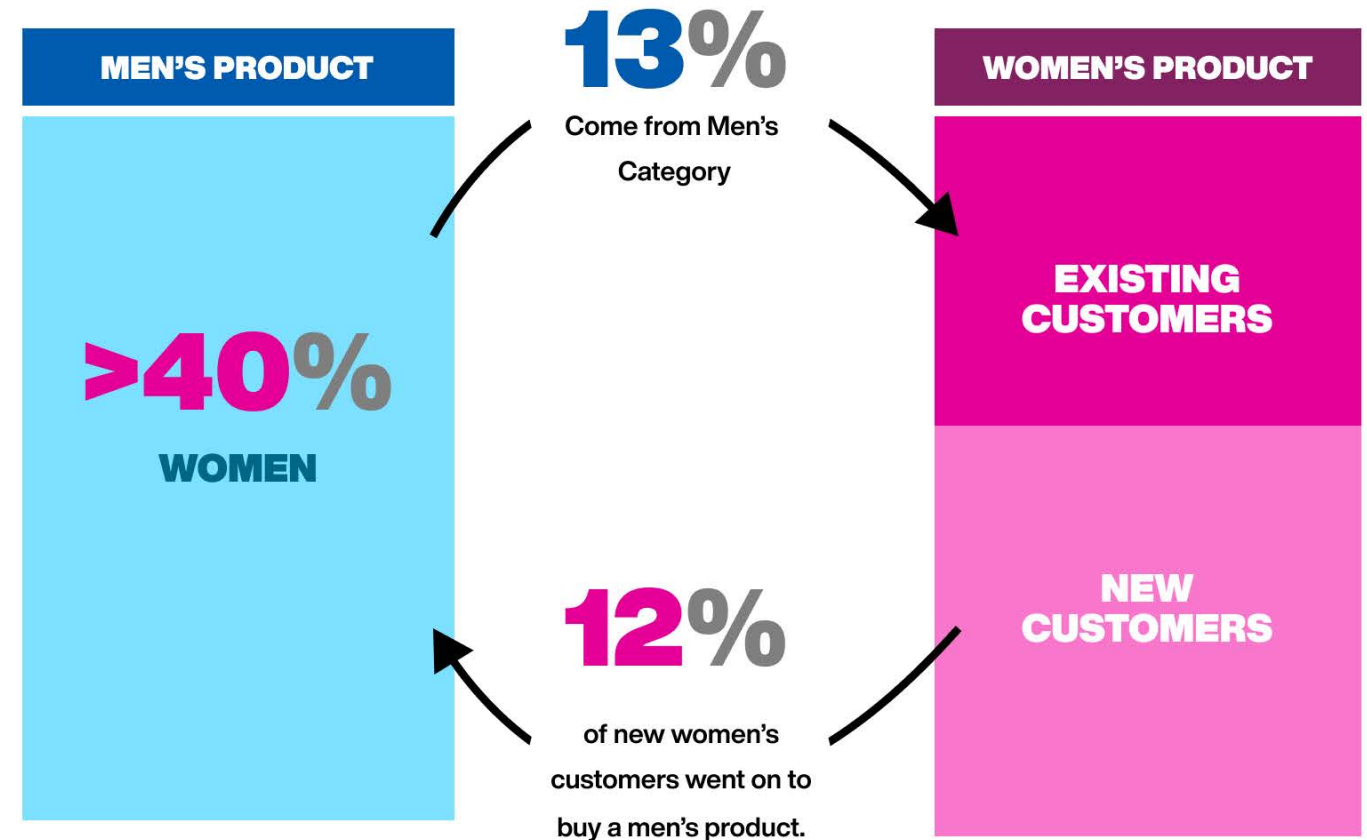 MEN’S PRODUCT
>40%
WOMEN
13%
Come from Men’s
Category
12%
of new women’s
customers went on to
buy a men’s product.
WOMEN’S PRODUCT
EXISTING
CUSTOMERS
NEW
CUSTOMERS